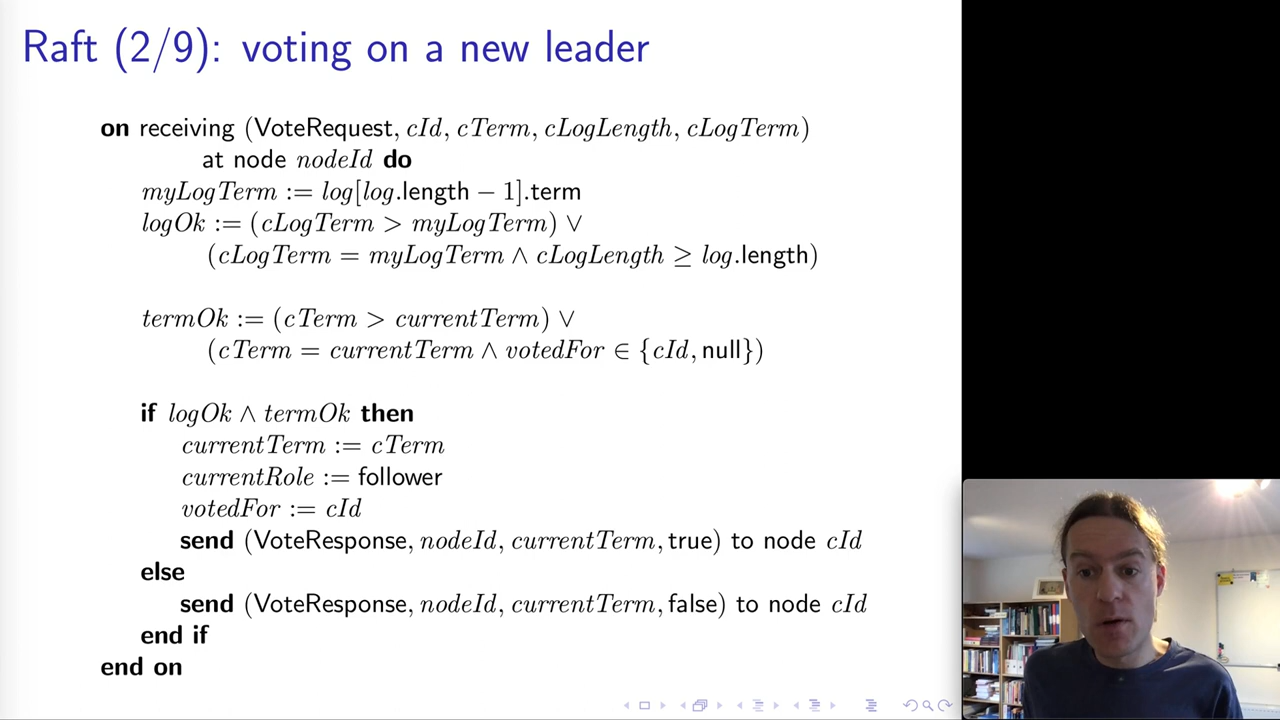 Raft (2/9): voting on a new leader
on receiving (VoteRequest, cId, cTerm, cLogLength, cLogTerm)
at node nodeId do
myLogTerm := log[log.length − 1].term
logOk := (cLogTerm > myLogTerm) ∨
(cLogTerm = myLogTerm ∧ cLogLength ≥ log.length)
termOk := (cTerm > currentTerm) ∨
(cTerm = currentTerm ∧ votedFor ∈ {cId, null})
if logOk ∧ termOk then
currentTerm := cTerm
currentRole := follower
votedFor := cId
send (VoteResponse, nodeId, currentTerm, true) to node cId
else
send (VoteResponse, nodeId, currentTerm, false) to node cId
end if
end on